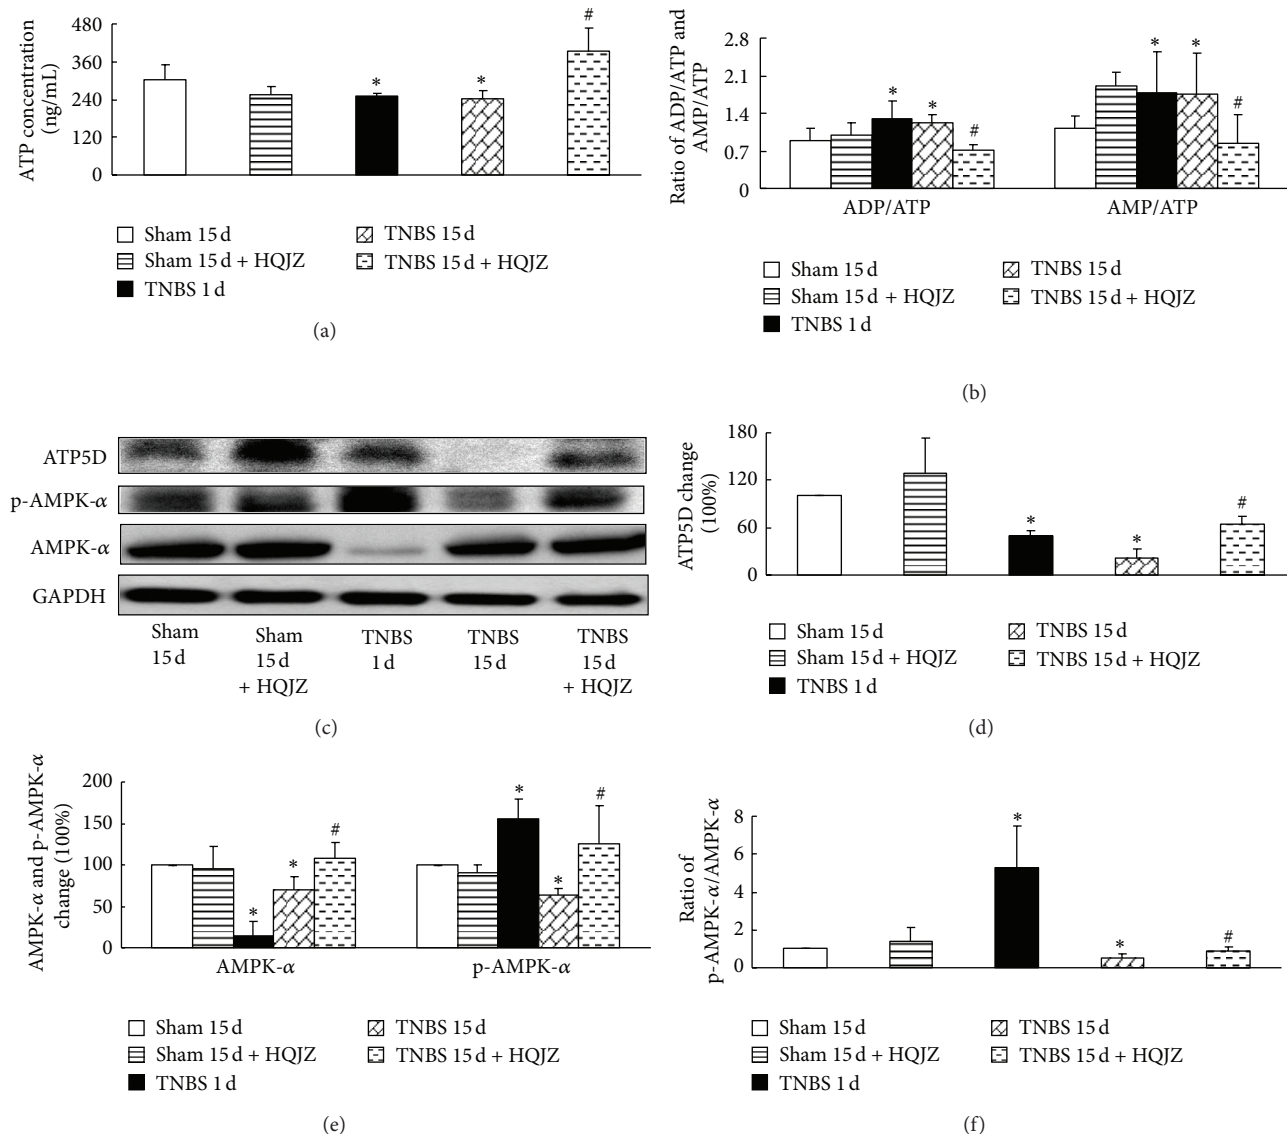 ATP concentration
(ng/mL)
480
360
240
120
0
*
*
#
Sham 15 d
Sham 15 d + HQJZ
TNBS 1 d
TNBS 15 d
TNBS 15 d + HQJZ
(a)
Ratio of ADP/ATP and
AMP/ATP
2.8
2.1
1.4
0.7
0
*
*
#
*
*
#
ADP/ATP
AMP/ATP
Sham 15 d
Sham 15 d + HQJZ
TNBS 1 d
TNBS 15 d
TNBS 15 d + HQJZ
(b)
ATP5D
p-AMPK-α
AMPK-α
GAPDH
Sham
15 d
Sham
15 d
+ HQJZ
TNBS
1 d
TNBS
15 d
TNBS
15 d
+ HQJZ
(c)
ATP5D change
(100%)
180
120
60
0
*
*
#
Sham 15 d
Sham 15 d + HQJZ
TNBS 1 d
TNBS 15 d
TNBS 15 d + HQJZ
(d)
AMPK-α and p-AMPK-α
change (100%)
200
150
100
50
0
*
*
#
*
*
#
AMPK-α
p-AMPK-α
Sham 15 d
Sham 15 d + HQJZ
TNBS 1 d
TNBS 15 d
TNBS 15 d + HQJZ
(e)
Ratio of
p-AMPK-α/AMPK-α
8
6
4
2
0
*
*
#
Sham 15 d
Sham 15 d + HQJZ
TNBS 1 d
TNBS 15 d
TNBS 15 d + HQJZ
(f)